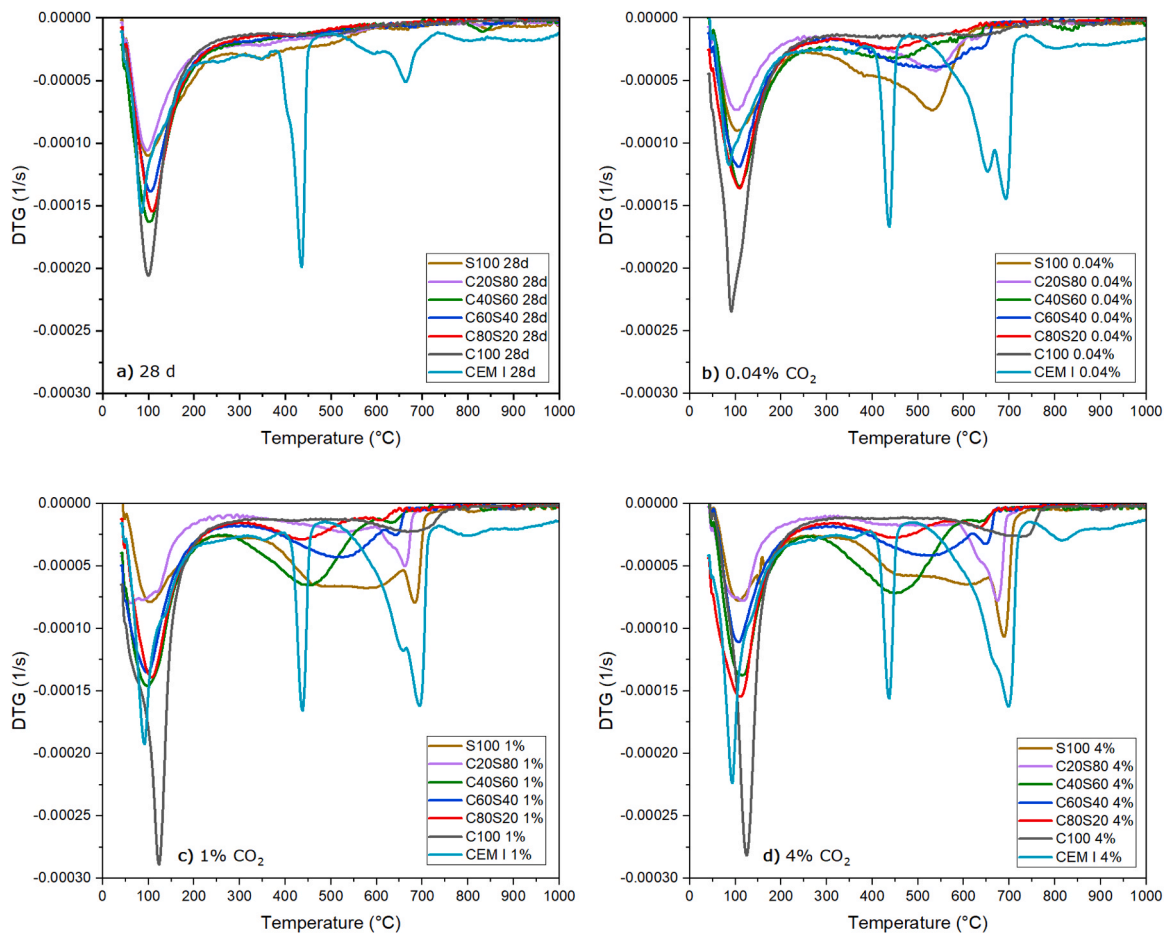 0.00000
-0.00005
-0.00010
-0.00015
-0.00020
-0.00025
-0.00030
DTG (1/s)
S100 28d
C20S80 28d
C40S60 28d
C60S40 28d
C80S20 28d
C100 28d
CEM I 28d
a) 28 d
0 100 200 300 400 500 600 700 800 900 1000
Temperature (°C)
0.00000
-0.00005
-0.00010
-0.00015
-0.00020
-0.00025
-0.00030
DTG (1/s)
S100 0.04%
C20S80 0.04%
C40S60 0.04%
C60S40 0.04%
C80S20 0.04%
C100 0.04%
CEM I 0.04%
b) 0.04% CO₂
0 100 200 300 400 500 600 700 800 900 1000
Temperature (°C)
0.00000
-0.00005
-0.00010
-0.00015
-0.00020
-0.00025
-0.00030
DTG (1/s)
S100 1%
C20S80 1%
C40S60 1%
C60S40 1%
C80S20 1%
C100 1%
CEM I 1%
c) 1% CO₂
0 100 200 300 400 500 600 700 800 900 1000
Temperature (°C)
0.00000
-0.00005
-0.00010
-0.00015
-0.00020
-0.00025
-0.00030
DTG (1/s)
S100 4%
C20S80 4%
C40S60 4%
C60S40 4%
C80S20 4%
C100 4%
CEM I 4%
d) 4% CO₂
0 100 200 300 400 500 600 700 800 900 1000
Temperature (°C)